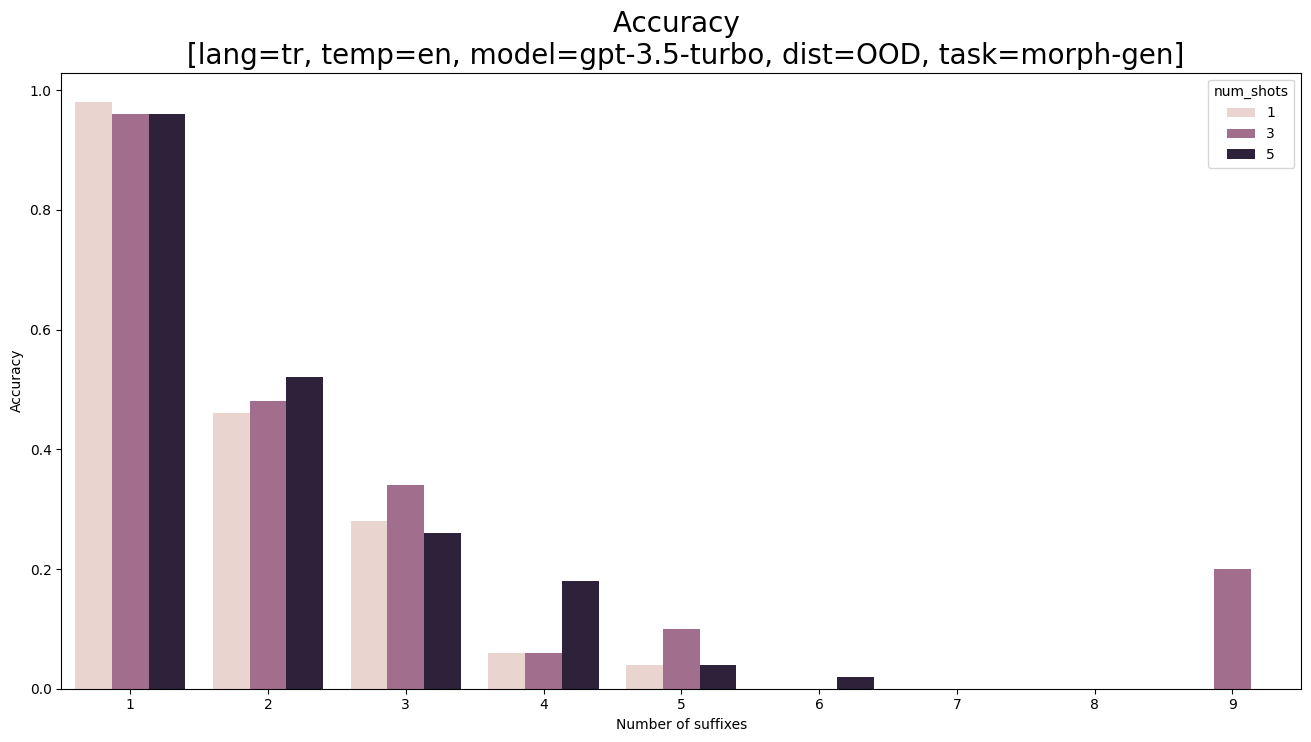 Accuracy
[lang=tr, temp=en, model=gpt-3.5-turbo, dist=OOD, task=morph-gen]
num_shots
1
3
5
1.0
0.8
0.6
0.4
0.2
0.0
Accuracy
1 2 3 4 5 6 7 8 9
Number of suffixes